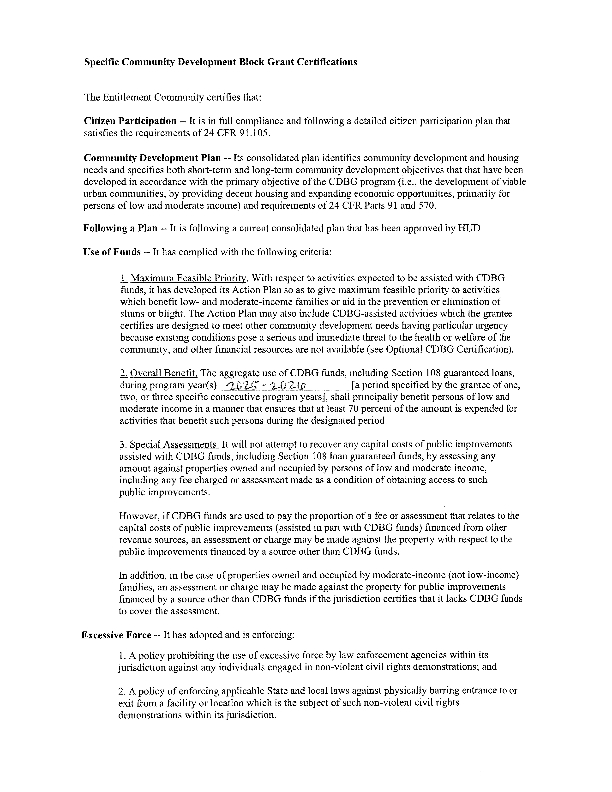 Specific Community Development Block Grant Certifications
The Entitlement Community certifies that:
Citizen Participation -- It is in full compliance and following a detailed citizen participation plan that
satisfies the requirements of 24 CFR 91.105.
Community Development Plan -- Its consolidated plan identifies community development and housing
needs and specifies both short-term and long-term community development objectives that that have been
developed in accordance with the primary objective of the CDBG program (i.e., the development of viable
urban communities, by providing decent housing and expanding economic opportunities, primarily for
persons of low and moderate income) and requirements of 24 CFR Parts 91 and 570.
Following a Plan -- It is following a current consolidated plan that has been approved by HUD
Use of Funds -- It has complied with the following criteria:
1. Maximum Feasible Priority. With respect to activities expected to be assisted with CDBG
funds, it has developed its Action Plan so as to give maximum feasible priority to activities
which benefit low- and moderate-income families or aid in the prevention or elimination of
slums or blight. The Action Plan may also include CDBG-assisted activities which the grantee
certifies are designed to meet other community development needs having particular urgency
because existing conditions pose a serious and immediate threat to the health or welfare of the
community, and other financial resources are not available (see Optional CDBG Certification).
2. Overall Benefit. The aggregate use of CDBG funds, including Section 108 guaranteed loans,
during program year(s) 2025-2026 [a period specified by the grantee of one,
two, or three specific consecutive program years], shall principally benefit persons of low and
moderate income in a manner that ensures that at least 70 percent of the amount is expended for
activities that benefit such persons during the designated period
3. Special Assessments. It will not attempt to recover any capital costs of public improvements
assisted with CDBG funds, including Section 108 loan guaranteed funds, by assessing any
amount against properties owned and occupied by persons of low and moderate income,
including any fee charged or assessment made as a condition of obtaining access to such
public improvements.
However, if CDBG funds are used to pay the proportion of a fee or assessment that relates to the
capital costs of public improvements (assisted in part with CDBG funds) financed from other
revenue sources, an assessment or charge may be made against the property with respect to the
public improvements financed by a source other than CDBG funds.
In addition, in the case of properties owned and occupied by moderate-income (not low-income)
families, an assessment or charge may be made against the property for public improvements
financed by a source other than CDBG funds if the jurisdiction certifies that it lacks CDBG funds
to cover the assessment.
Excessive Force -- It has adopted and is enforcing:
1. A policy prohibiting the use of excessive force by law enforcement agencies within its
jurisdiction against any individuals engaged in non-violent civil rights demonstrations; and
2. A policy of enforcing applicable State and local laws against physically barring entrance to or
exit from a facility or location which is the subject of such non-violent civil rights
demonstrations within its jurisdiction.